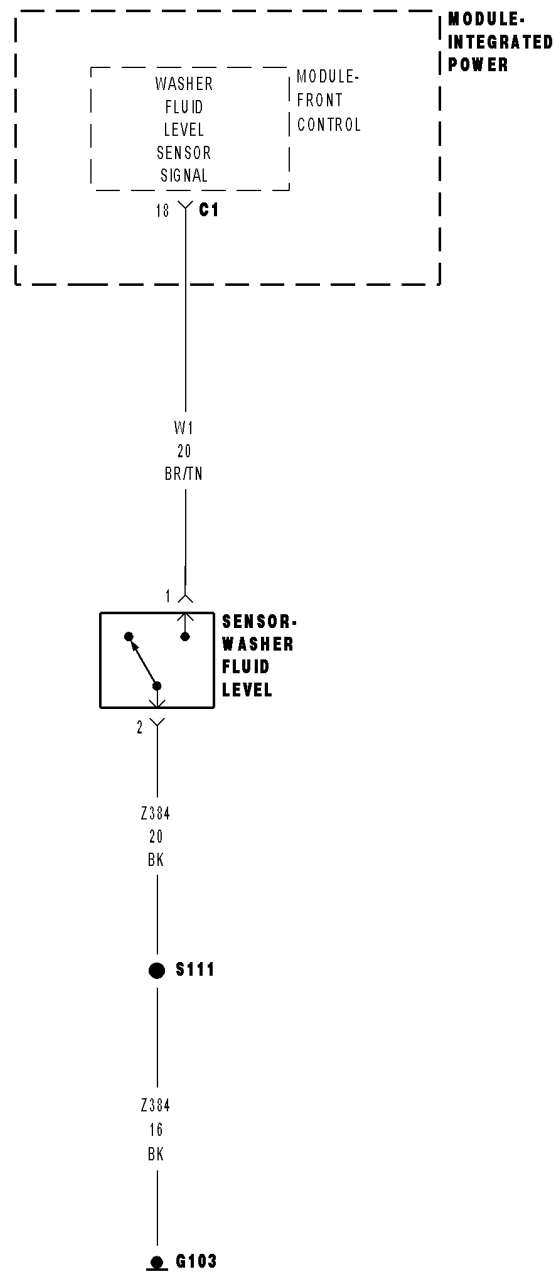 MODULE-
INTEGRATED
POWER
WASHER
FLUID
LEVEL
SENSOR
SIGNAL
MODULE-
FRONT
CONTROL
18 C1
W1
20
BR/TN
1
SENSOR-
WASHER
FLUID
LEVEL
2
Z384
20
BK
S111
Z384
16
BK
G103